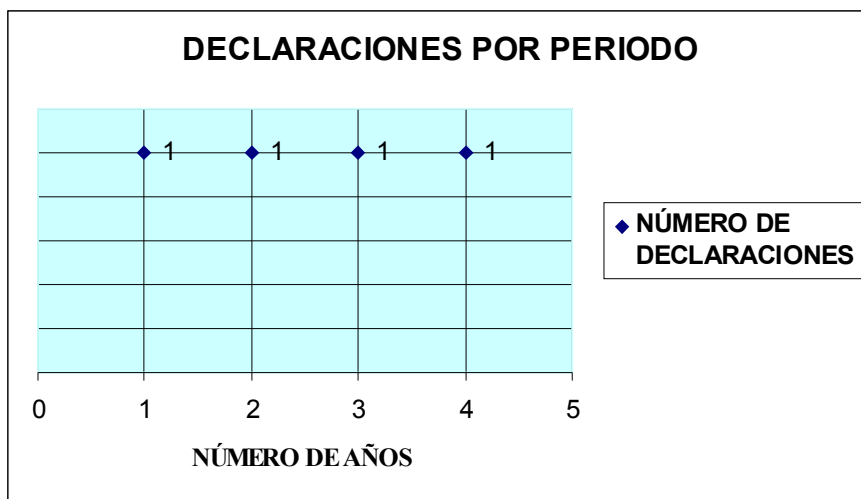 DECLARACIONES POR PERIODO
1 1 1 1
NÚMERO DE
DECLARACIONES
0 1 2 3 4 5
NÚMERO DE AÑOS